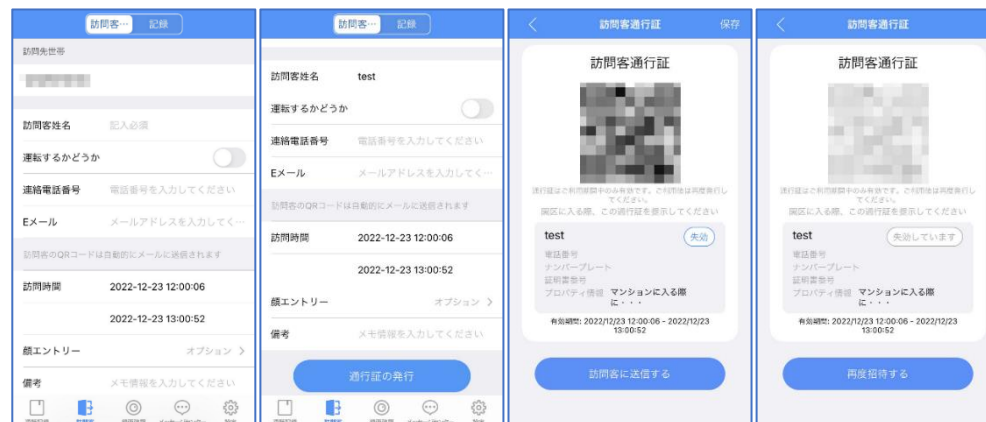 訪問客… 記録
訪問先世帯
訪問客姓名 記入必須
運転するかどうか
連絡電話番号 電話番号を入力してください
Eメール メールアドレスを入力してく…
訪問客のQRコードは自動的にメールに送信されます
訪問時間 2022-12-23 12:00:06
2022-12-23 13:00:52
顔エントリー オプション >
備考 メモ情報を入力してください
訪問客… 記録
訪問客姓名 test
運転するかどうか
連絡電話番号 電話番号を入力してください
Eメール メールアドレスを入力してく…
訪問客のQRコードは自動的にメールに送信されます
訪問時間 2022-12-23 12:00:06
2022-12-23 13:00:52
顔エントリー オプション >
備考 メモ情報を入力してください
通行証の発行
訪問客通行証 保存
訪問客通行証
通行証はご利用期間中のみ有効です。ご利用後は再度発行し
てください。
園区に入る際、この通行証を提示してください
test 失効
電話番号
ナンバープレート
証明書番号
プロパティ情報 マンションに入る際
に・・・
有効期間: 2022/12/23 12:00:06 - 2022/12/23
13:00:52
訪問客に送信する
訪問客通行証
訪問客通行証
通行証はご利用期間中のみ有効です。ご利用後は再度発行し
てください。
園区に入る際、この通行証を提示してください
test 失効しています
電話番号
ナンバープレート
証明書番号
プロパティ情報 マンションに入る際
に・・・
有効期間: 2022/12/23 12:00:06 - 2022/12/23
13:00:52
再度招待する